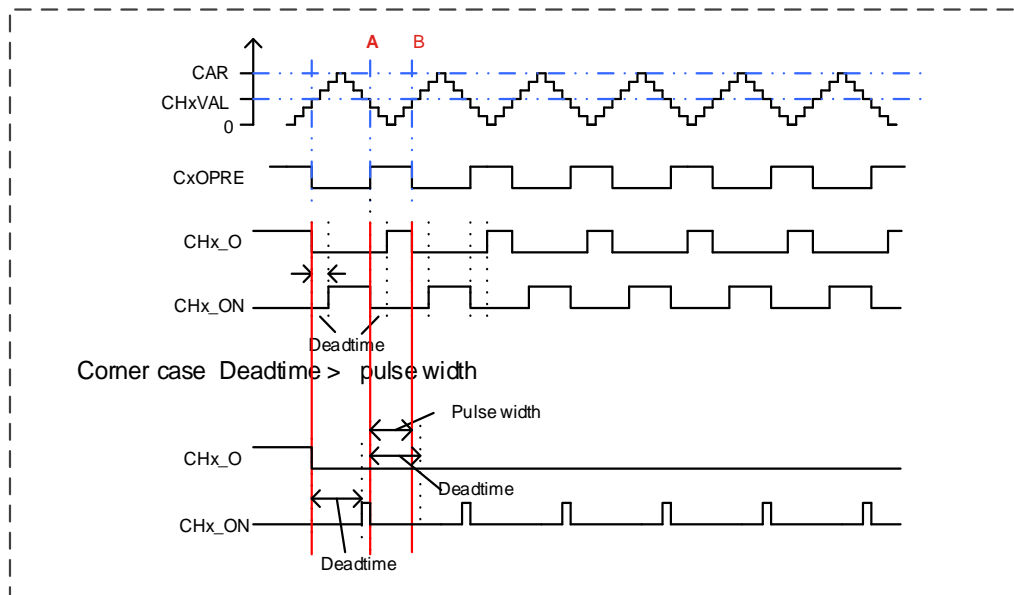 A B
CAR
CHxVAL
0
CxOPRE
CHx_O
CHx_ON
Deadtime
Corner case Deadtime > pulse width
Pulse width
CHx_O
Deadtime
CHx_ON
Deadtime